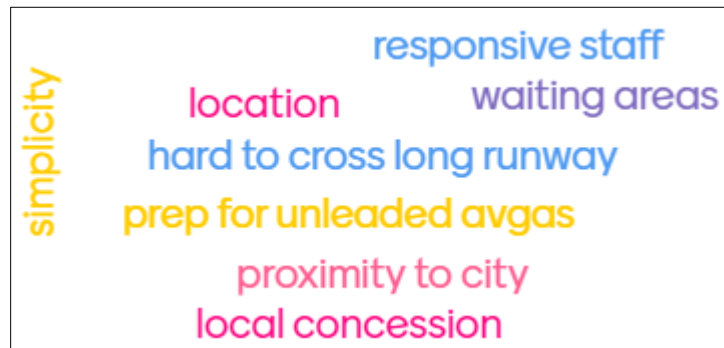 responsive staff
simplicity
location
waiting areas
hard to cross long runway
prep for unleaded avgas
proximity to city
local concession